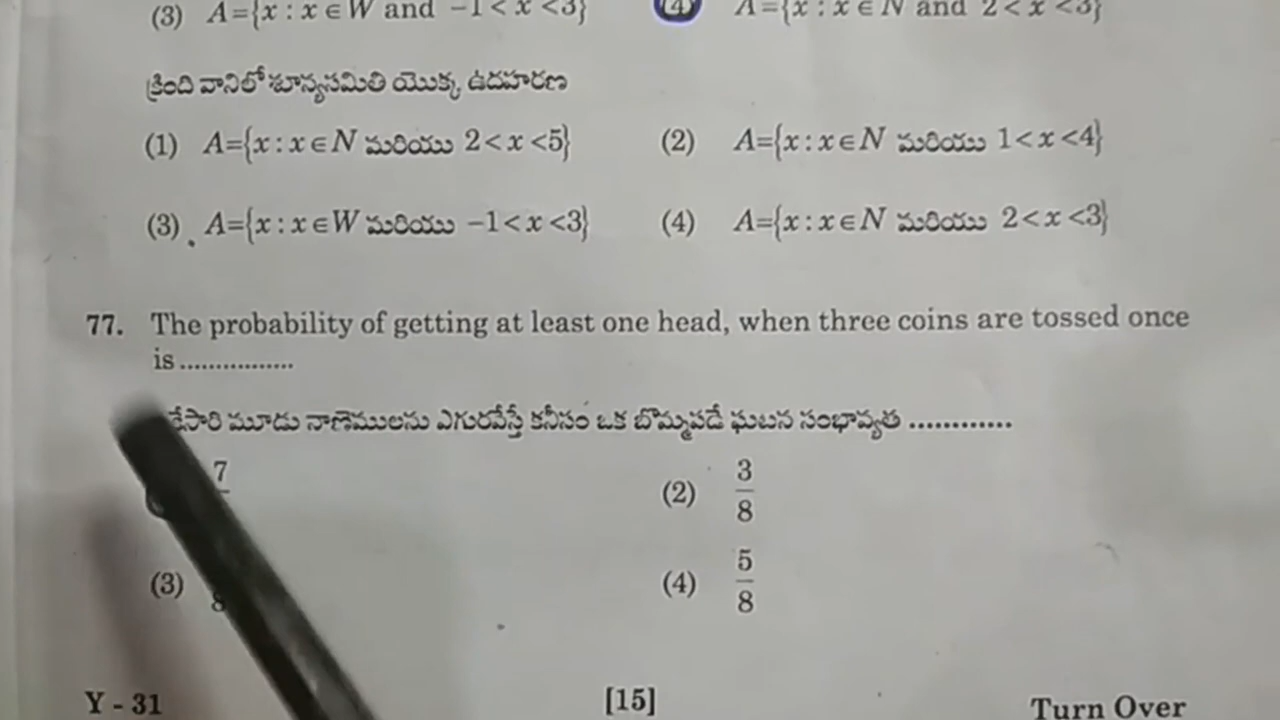 (3) A={x : x ∈ W and −1 < x < 3} (4) A={x : x ∈ N and 2 < x < 3}
క్రింది వానిలో శూన్యసమితి యొక్క ఉదహరణ
(1) A={x : x ∈ N మరియు 2 < x < 5} (2) A={x : x ∈ N మరియు 1 < x < 4}
(3) A={x : x ∈ W మరియు −1 < x < 3} (4) A={x : x ∈ N మరియు 2 < x < 3}
77. The probability of getting at least one head, when three coins are tossed once
is ................
మూడు నాణెములను ఎగురవేస్తే కనీసం ఒక బొమ్మపడే ఘటన సంభావ్యత .............
7 (2) 3/8
(3) 8 (4) 5/8
Y - 31 [15] Turn Over